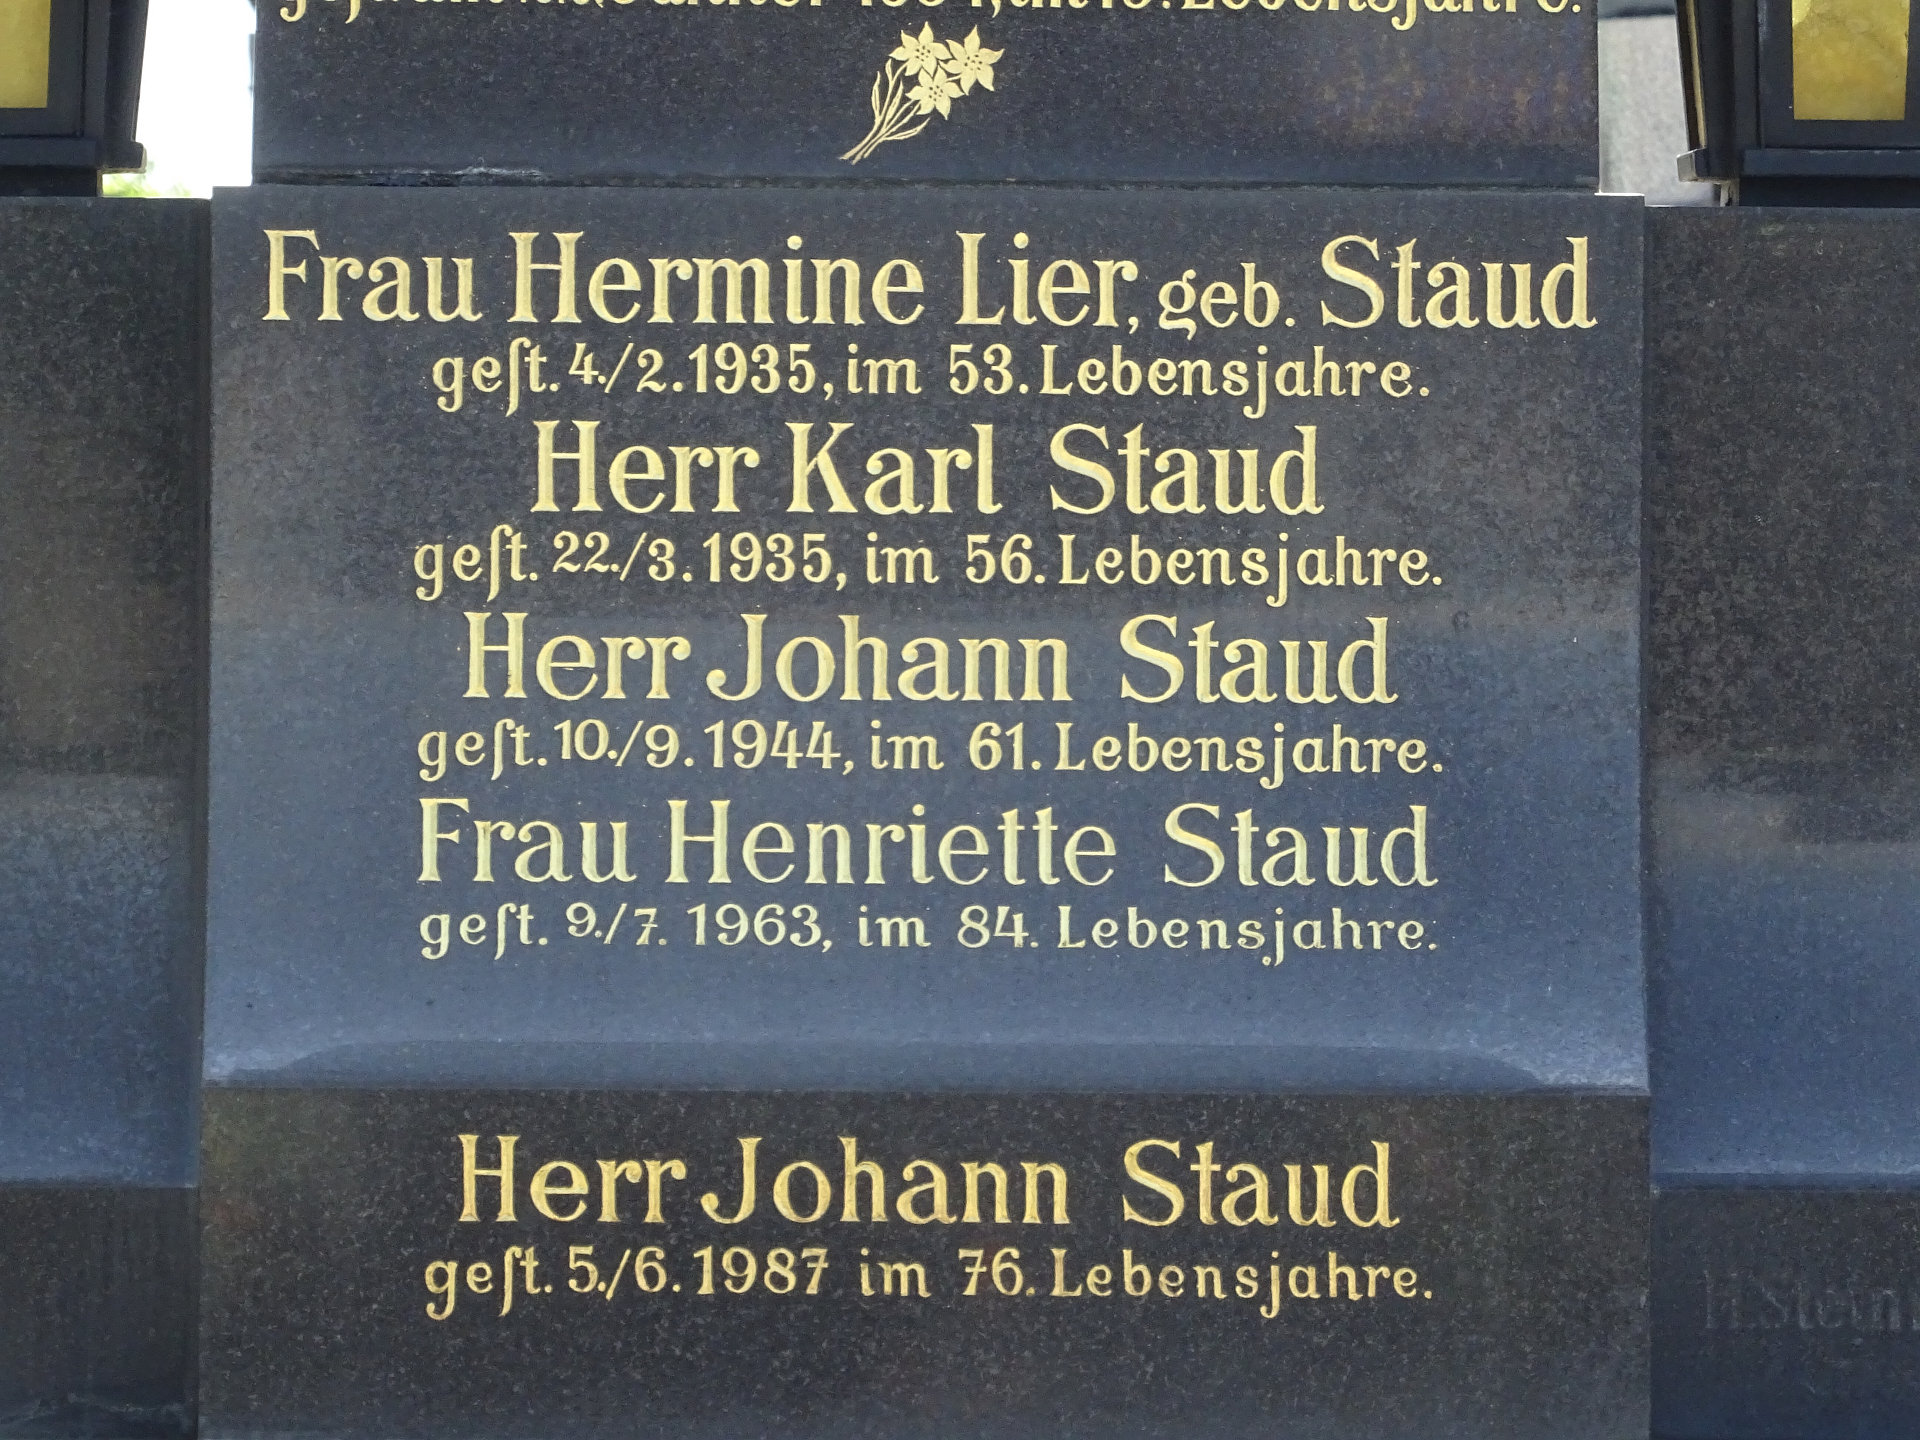 Lebensjahre.
Frau Hermine Lier, geb. Staud
geſt. 4./2. 1935, im 53. Lebensjahre.
Herr Karl Staud
geſt. 22./3. 1935, im 56. Lebensjahre.
Herr Johann Staud
geſt. 10./9. 1944, im 61. Lebensjahre.
Frau Henriette Staud
geſt. 9./7. 1963, im 84. Lebensjahre.
Herr Johann Staud
geſt. 5./6. 1987 im 76. Lebensjahre.